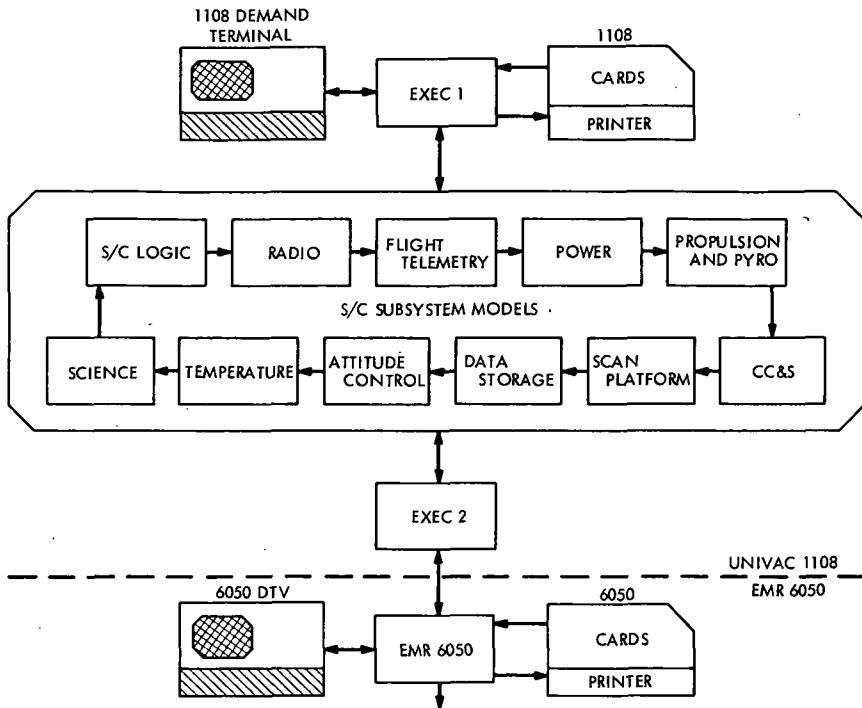 1108 DEMAND
TERMINAL
1108
EXEC 1
CARDS
PRINTER
S/C LOGIC
RADIO
FLIGHT
TELEMETRY
POWER
PROPULSION
AND PYRO
S/C SUBSYSTEM MODELS
SCIENCE
TEMPERATURE
ATTITUDE
CONTROL
DATA
STORAGE
SCAN
PLATFORM
CC&S
EXEC 2
UNIVAC 1108
EMR 6050
6050 DTV
6050
EMR 6050
CARDS
PRINTER